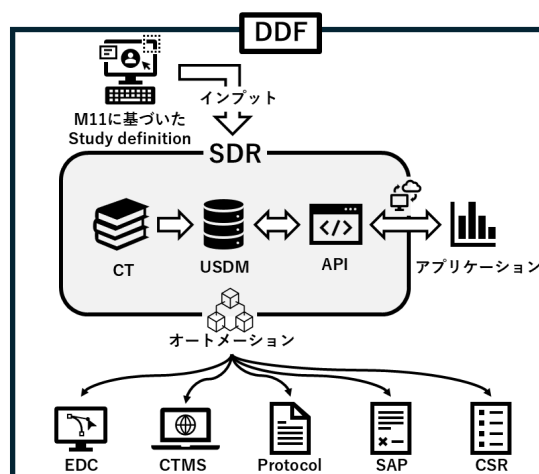 DDF
インプット
M11に基づいた
Study definition
SDR
CT
USDM
</>
API
アプリケーション
オートメーション
EDC
CTMS
Protocol
SAP
CSR